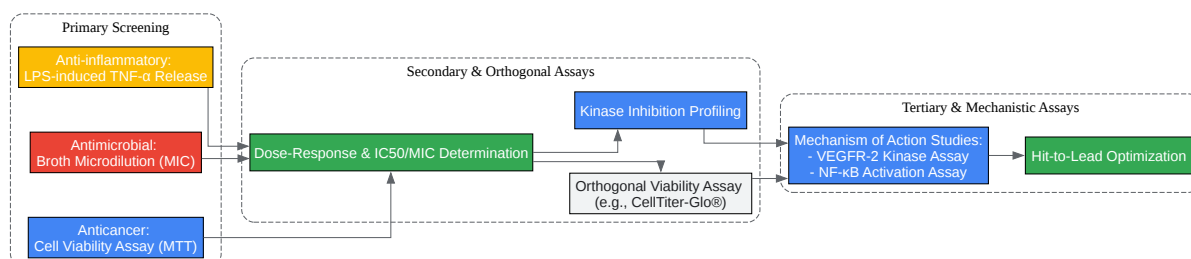 Primary Screening
Anti-inflammatory:
LPS-induced TNF-α Release
Antimicrobial:
Broth Microdilution (MIC)
Anticancer:
Cell Viability Assay (MTT)
Secondary & Orthogonal Assays
Dose-Response & IC50/MIC Determination
Kinase Inhibition Profiling
Orthogonal Viability Assay
(e.g., CellTiter-Glo®)
Tertiary & Mechanistic Assays
Mechanism of Action Studies:
- VEGFR-2 Kinase Assay
- NF-κB Activation Assay
Hit-to-Lead Optimization